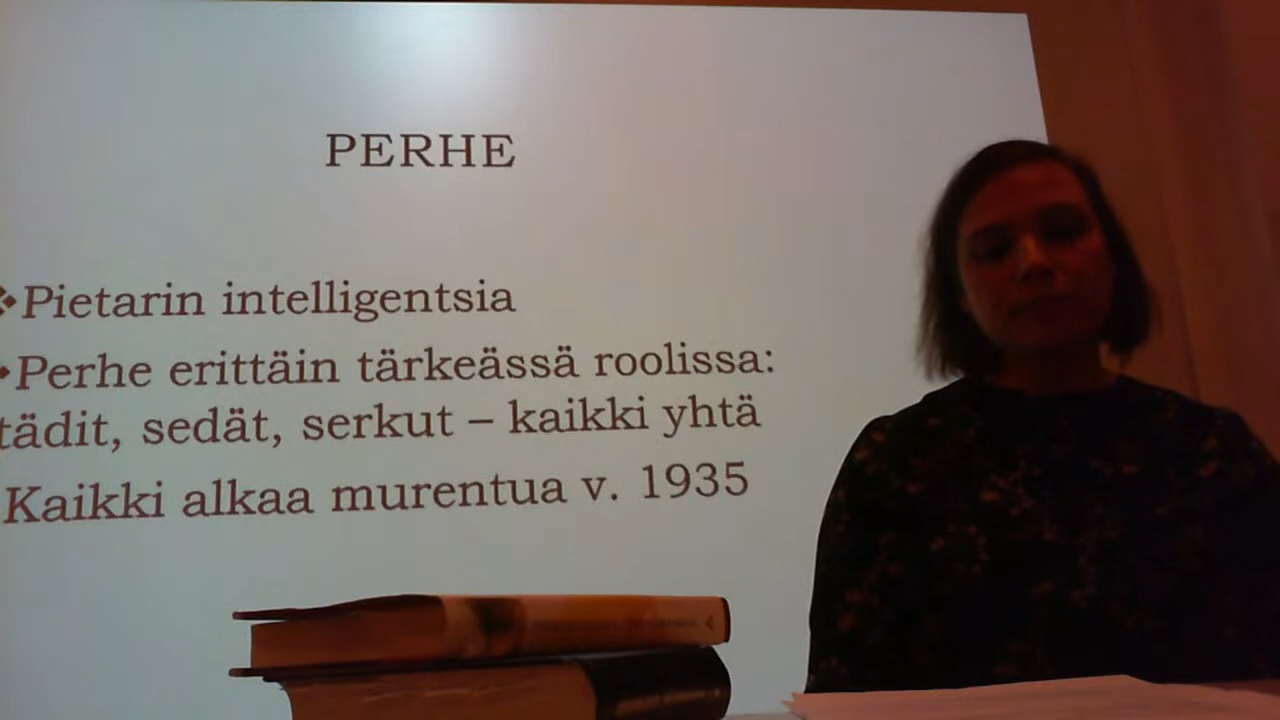 PERHE
Pietarin intelligentsia
Perhe erittäin tärkeässä roolissa:
tädit, sedät, serkut – kaikki yhtä
Kaikki alkaa murentua v. 1935